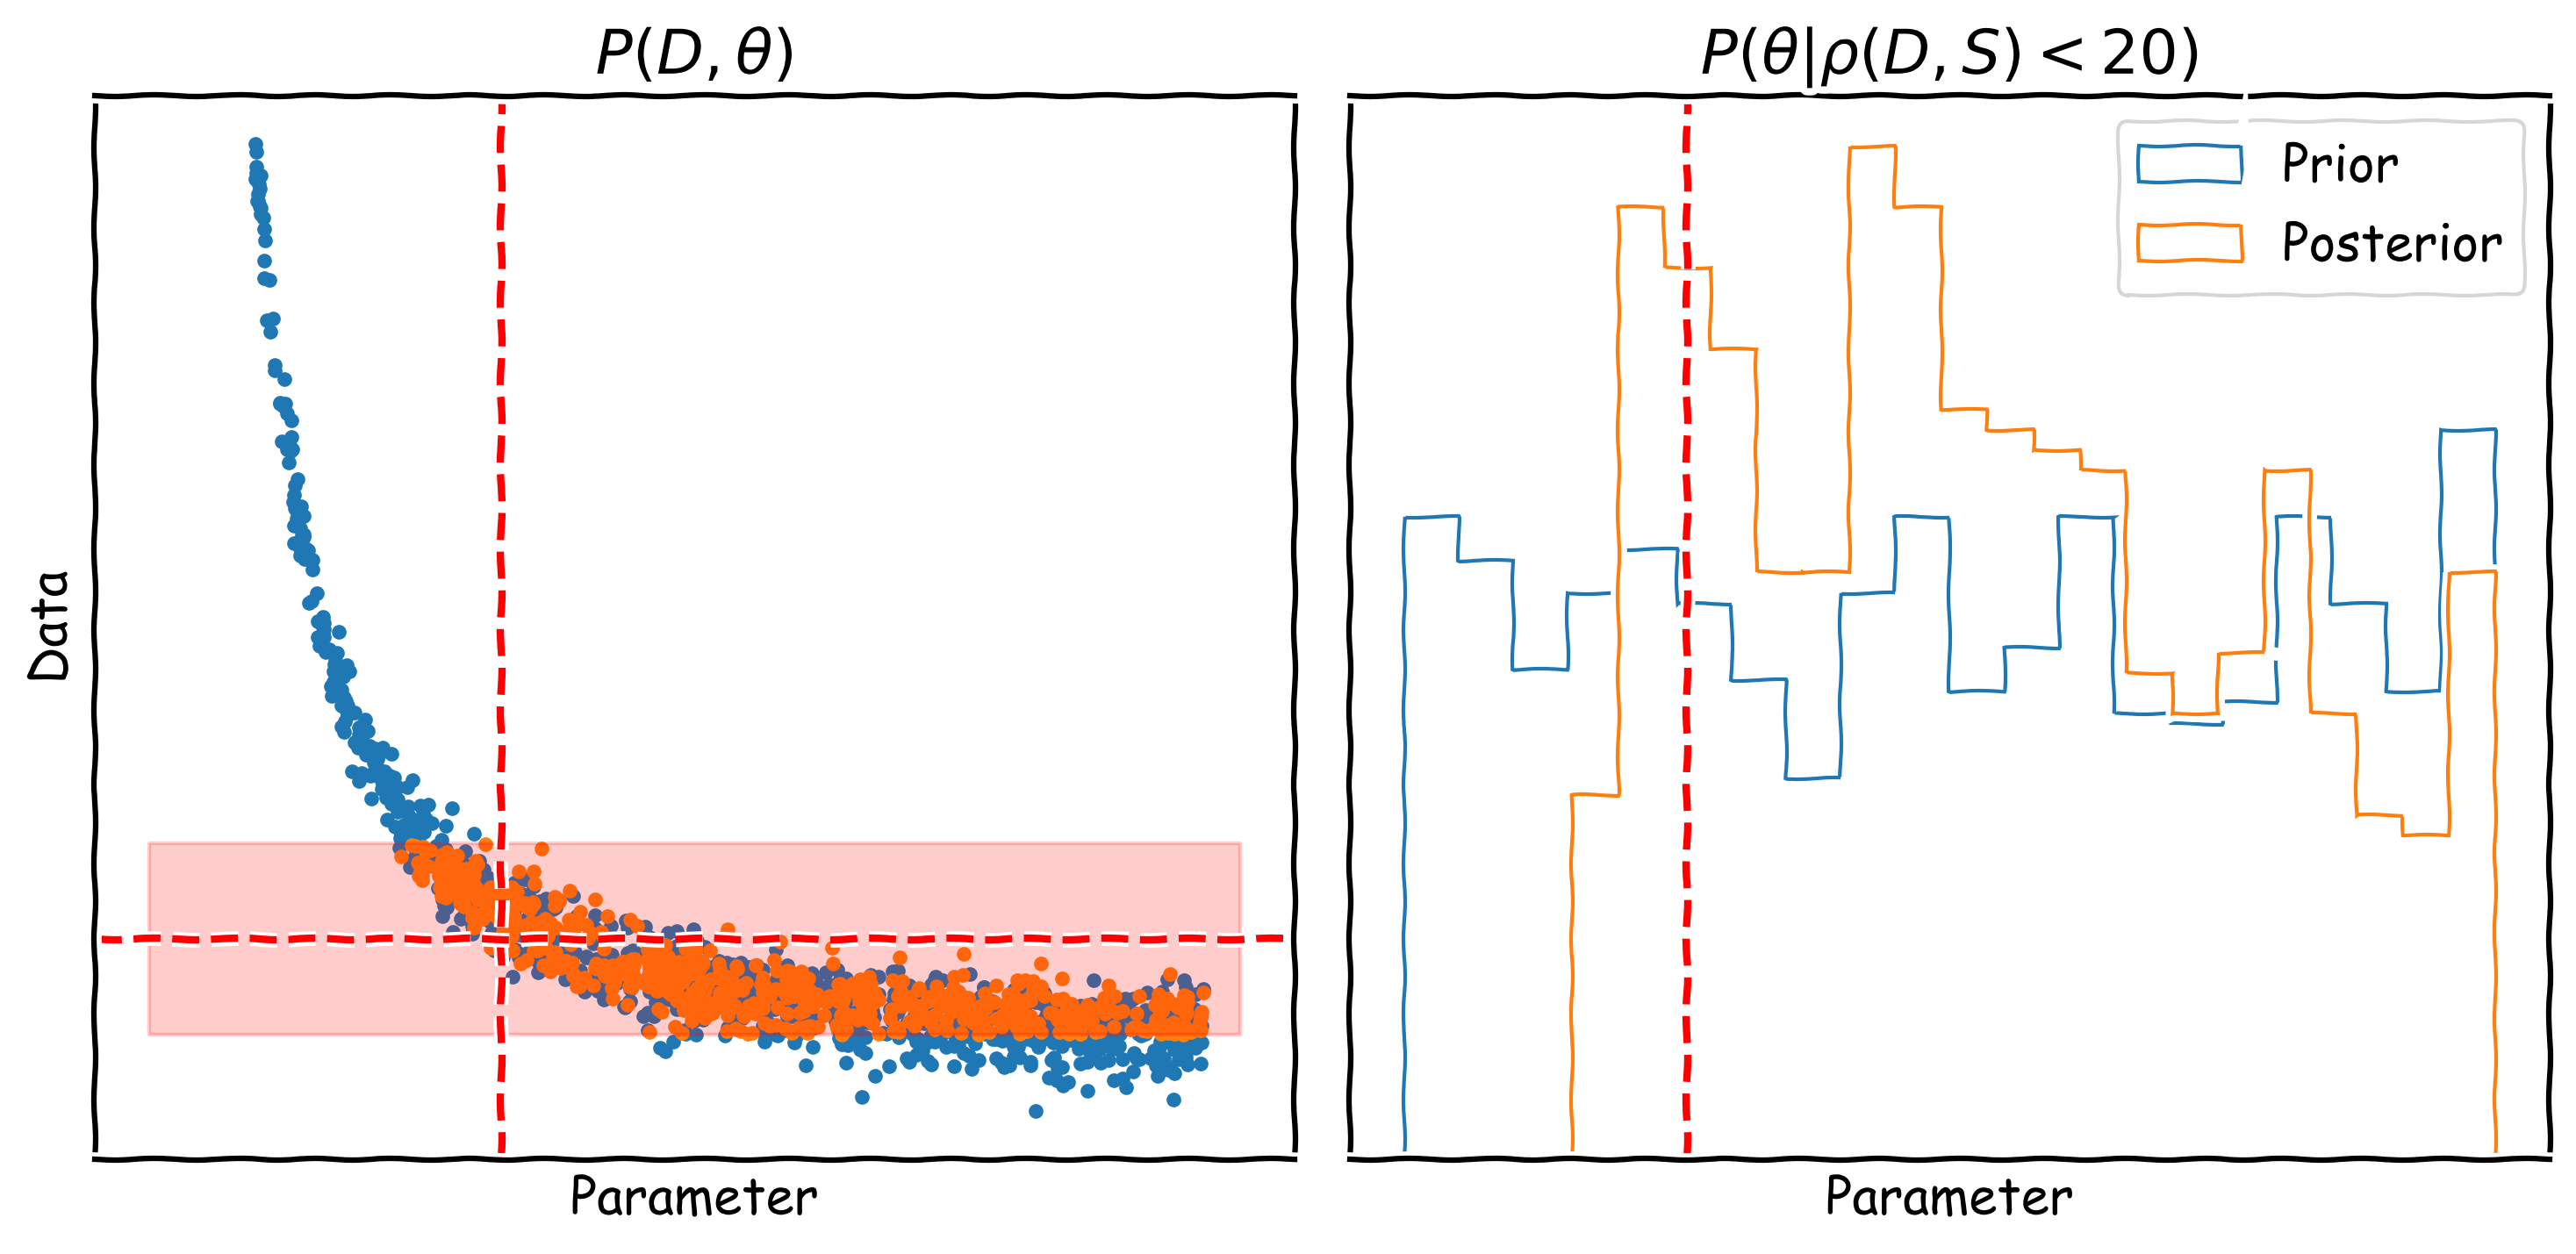 P(D, θ)
Data
Parameter
P(θ|ρ(D, S) < 20)
Prior
Posterior
Parameter